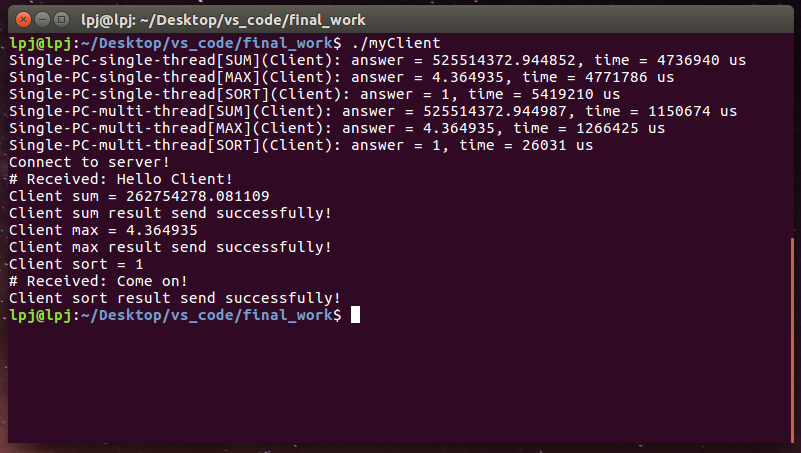 lpj@lpj: ~/Desktop/vs_code/final_work
lpj@lpj:~/Desktop/vs_code/final_work$ ./myClient
Single-PC-single-thread[SUM](Client): answer = 525514372.944852, time = 4736940 us
Single-PC-single-thread[MAX](Client): answer = 4.364935, time = 4771786 us
Single-PC-single-thread[SORT](Client): answer = 1, time = 5419210 us
Single-PC-multi-thread[SUM](Client): answer = 525514372.944987, time = 1150674 us
Single-PC-multi-thread[MAX](Client): answer = 4.364935, time = 1266425 us
Single-PC-multi-thread[SORT](Client): answer = 1, time = 26031 us
Connect to server!
# Received: Hello Client!
Client sum = 262754278.081109
Client sum result send successfully!
Client max = 4.364935
Client max result send successfully!
Client sort = 1
# Received: Come on!
Client sort result send successfully!
lpj@lpj:~/Desktop/vs_code/final_work$